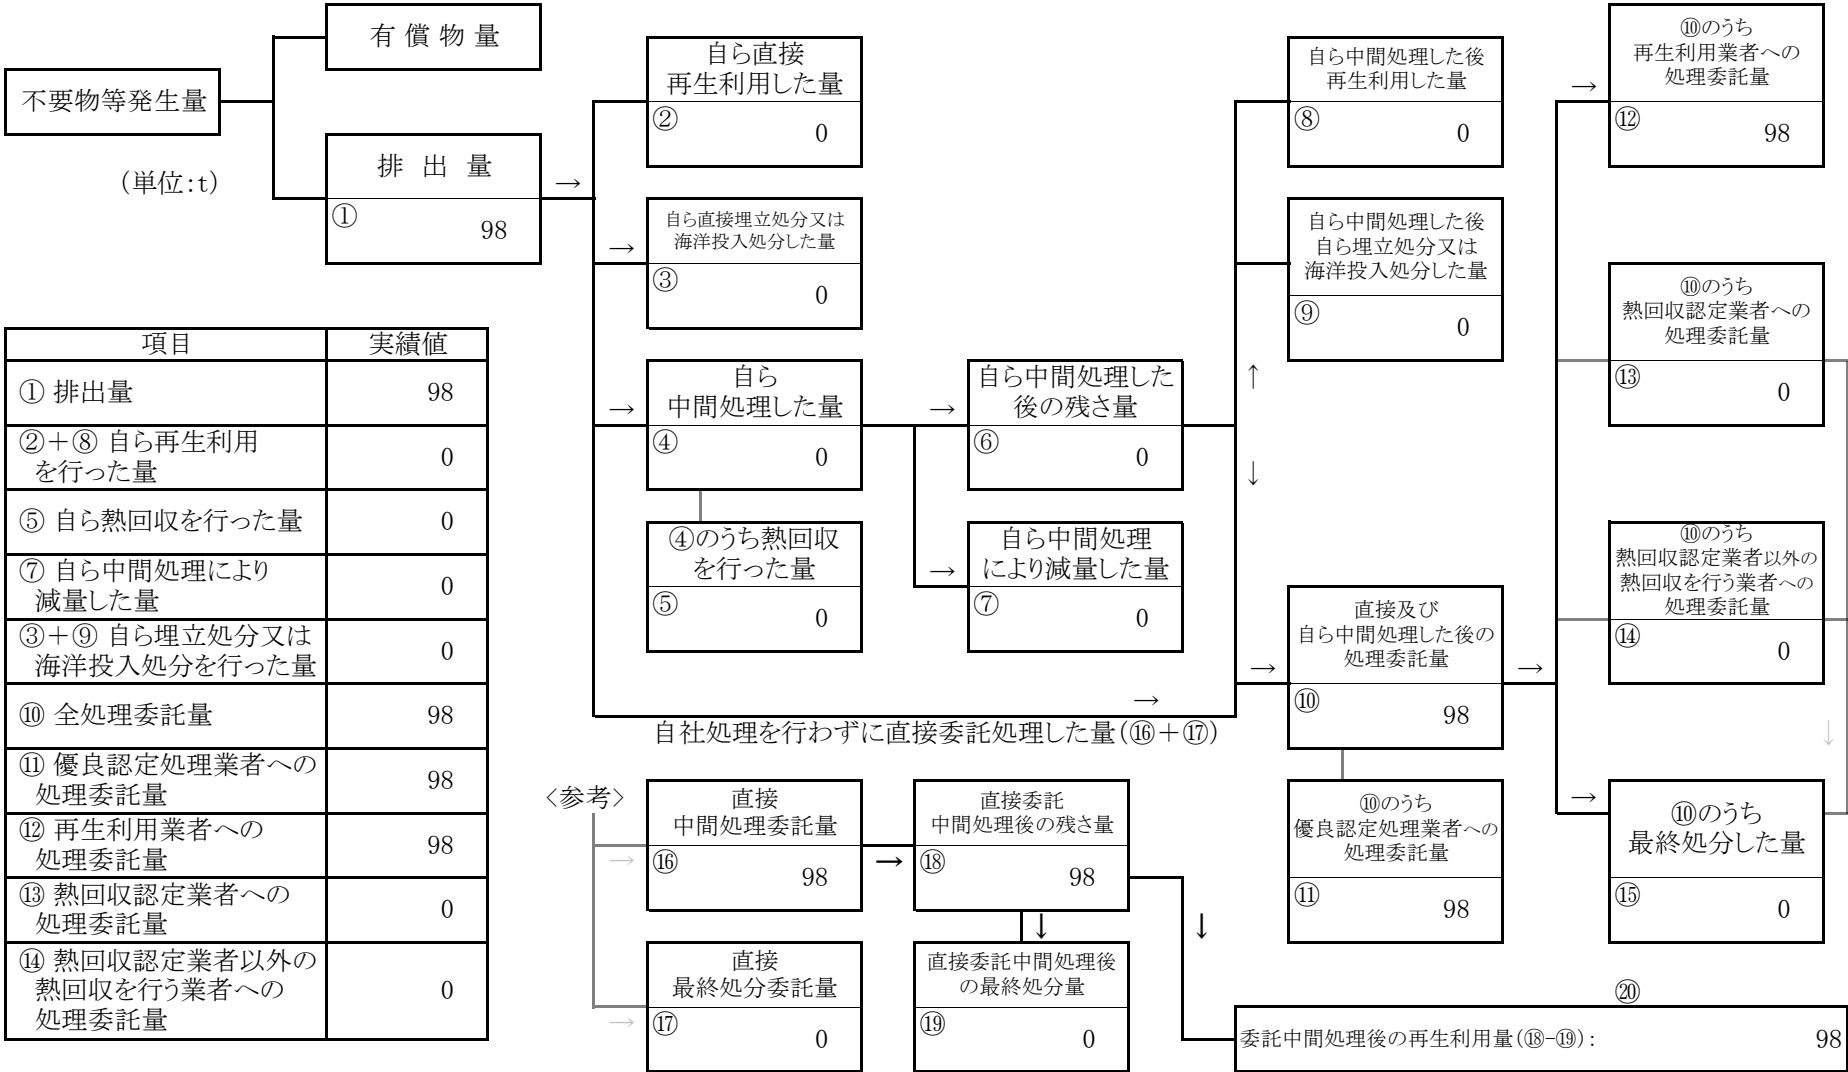 有 償 物 量
不要物等発生量
排 出 量
①
98
（単位：t）
→
自ら直接
再生利用した量
②
0
→
自ら直接埋立処分又は
海洋投入処分した量
③
0
→
自ら
中間処理した量
④
0
④のうち熱回収
を行った量
⑤
0
→
自ら中間処理した
後の残さ量
⑥
0
→
自ら中間処理
により減量した量
⑦
0
↑
↓
自ら中間処理した後
再生利用した量
⑧
0
自ら中間処理した後
自ら埋立処分又は
海洋投入処分した量
⑨
0
→
自社処理を行わずに直接委託処理した量（⑯＋⑰）
→
直接及び
自ら中間処理した後の
処理委託量
⑩
98
⑩のうち
優良認定処理業者への
処理委託量
⑪
98
→
→
⑩のうち
再生利用業者への
処理委託量
⑫
98
⑩のうち
熱回収認定業者への
処理委託量
⑬
0
⑩のうち
熱回収認定業者以外の
熱回収を行う業者への
処理委託量
⑭
0
↓
→
⑩のうち
最終処分した量
⑮
0
項目 実績値
① 排出量 98
②＋⑧ 自ら再生利用
を行った量 0
⑤ 自ら熱回収を行った量 0
⑦ 自ら中間処理により
減量した量 0
③＋⑨ 自ら埋立処分又は
海洋投入処分を行った量 0
⑩ 全処理委託量 98
⑪ 優良認定処理業者への
処理委託量 98
⑫ 再生利用業者への
処理委託量 98
⑬ 熱回収認定業者への
処理委託量 0
⑭ 熱回収認定業者以外の
熱回収を行う業者への
処理委託量 0
〈参考〉
→
直接
中間処理委託量
⑯
98
→
直接委託
中間処理後の残さ量
⑱
98
↓
↓
→
直接
最終処分委託量
⑰
0
直接委託中間処理後
の最終処分量
⑲
0
⑳
委託中間処理後の再生利用量（⑱-⑲）： 98